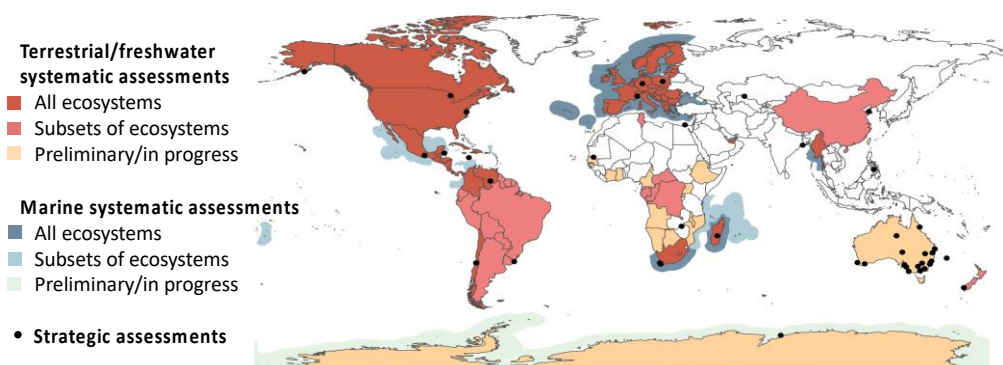 Terrestrial/freshwater
systematic assessments
All ecosystems
Subsets of ecosystems
Preliminary/in progress
Marine systematic assessments
All ecosystems
Subsets of ecosystems
Preliminary/in progress
Strategic assessments